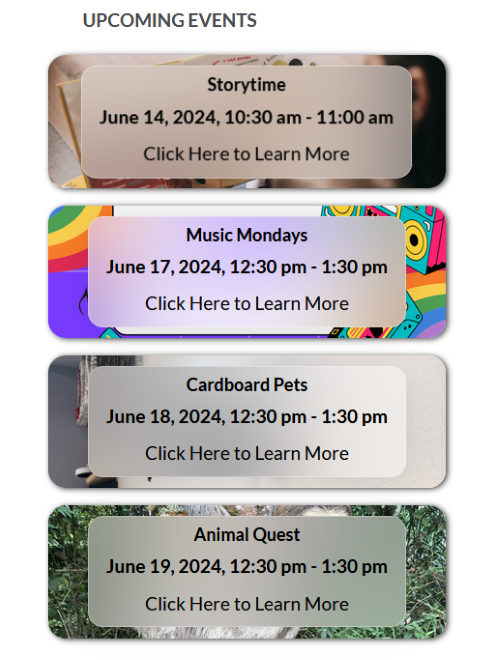 UPCOMING EVENTS
Storytime
June 14, 2024, 10:30 am - 11:00 am
Click Here to Learn More
Music Mondays
June 17, 2024, 12:30 pm - 1:30 pm
Click Here to Learn More
Cardboard Pets
June 18, 2024, 12:30 pm - 1:30 pm
Click Here to Learn More
Animal Quest
June 19, 2024, 12:30 pm - 1:30 pm
Click Here to Learn More